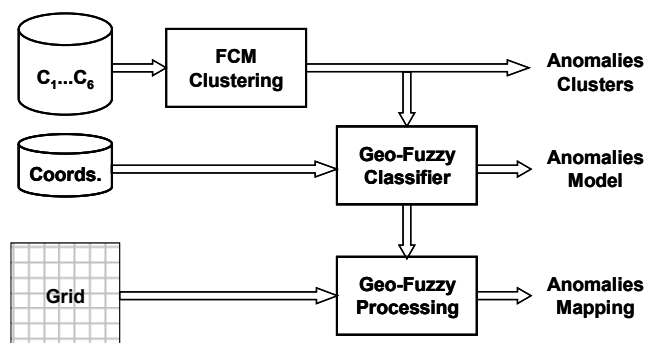 C₁...C₆
FCM
Clustering
Anomalies
Clusters
Coords.
Geo-Fuzzy
Classifier
Anomalies
Model
Grid
Geo-Fuzzy
Processing
Anomalies
Mapping